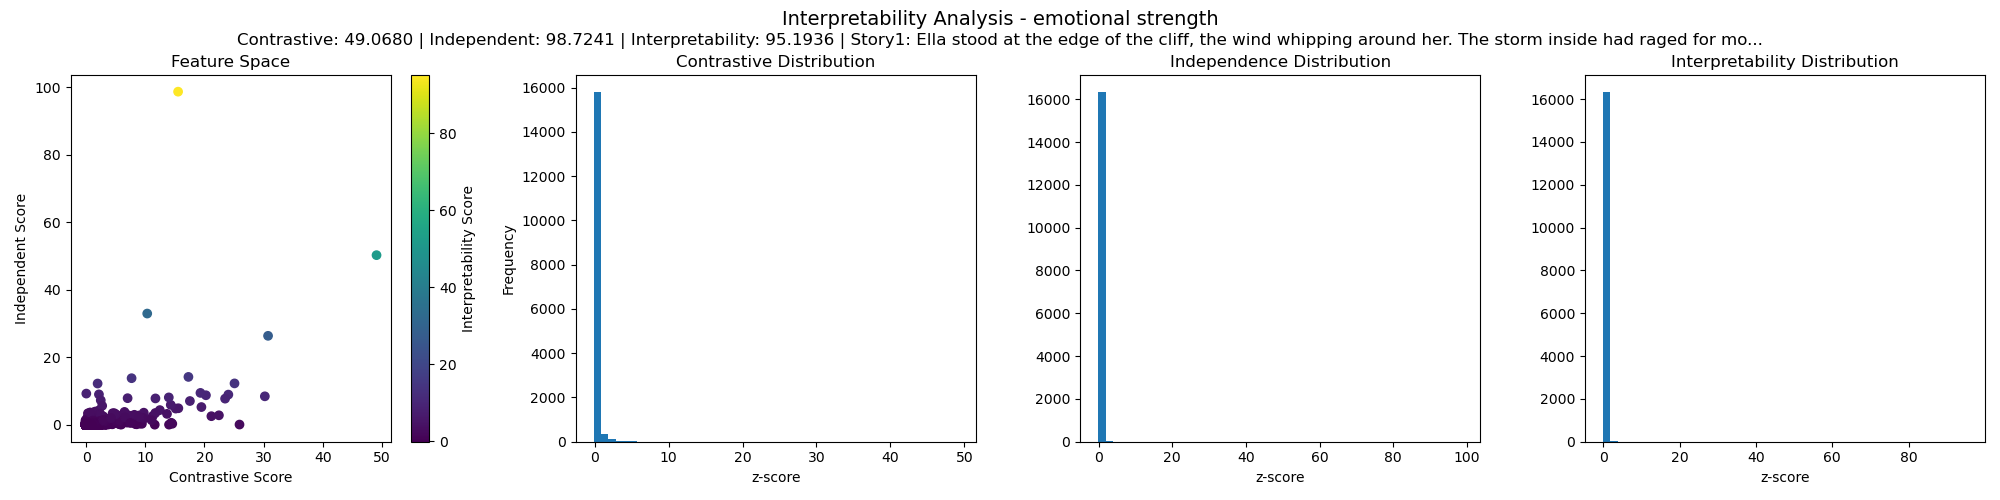 Interpretability Analysis - emotional strength
Contrastive: 49.0680 | Independent: 98.7241 | Interpretability: 95.1936 | Story1: Ella stood at the edge of the cliff, the wind whipping around her. The storm inside had raged for mo...
Feature Space
100
80
60
40
20
0
Independent Score
0 10 20 30 40 50
Contrastive Score
80
60
40
20
0
Interpretability Score
Contrastive Distribution
16000
14000
12000
10000
8000
6000
4000
2000
0
Frequency
0 10 20 30 40 50
z-score
Independence Distribution
16000
14000
12000
10000
8000
6000
4000
2000
0
0 20 40 60 80 100
z-score
Interpretability Distribution
16000
14000
12000
10000
8000
6000
4000
2000
0
0 20 40 60 80
z-score